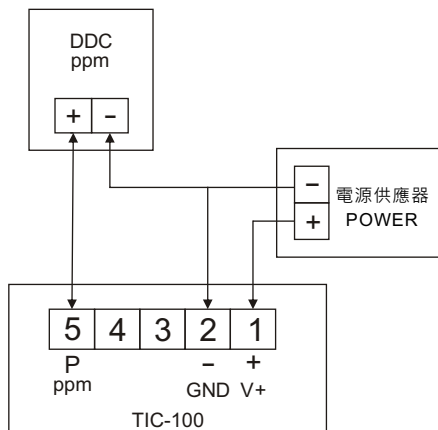 DDC
ppm
+ −
−
電源供應器
+
POWER
5 4 3 2 1
P
− +
ppm
GND V+
TIC-100